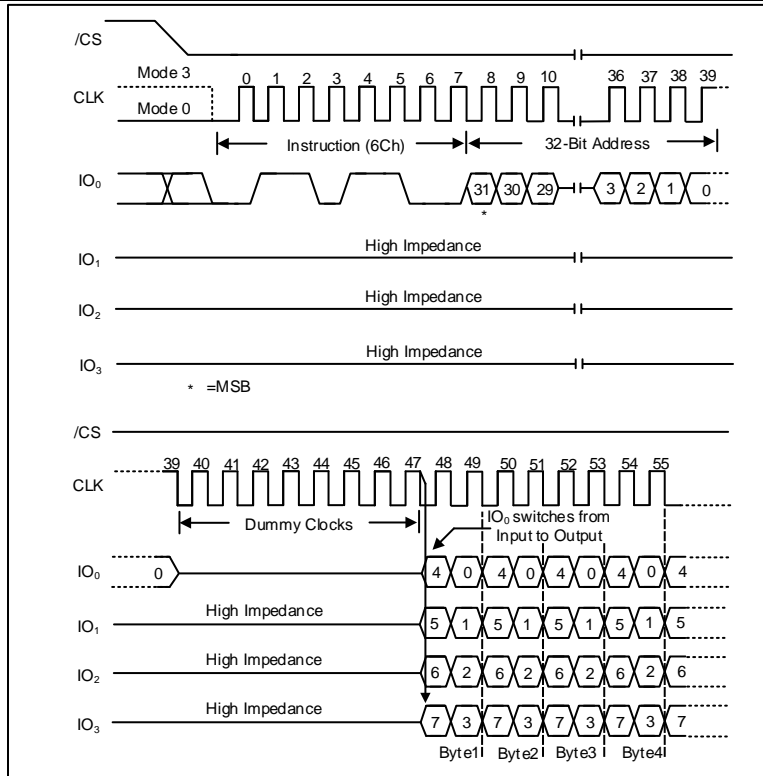 /CS
Mode 3
0 1 2 3 4 5 6 7 8 9 10 36 37 38 39
CLK
Mode 0
Instruction (6Ch) 32-Bit Address
IO0 31 30 29 3 2 1 0
*
High Impedance
IO1
High Impedance
IO2
High Impedance
IO3
* =MSB
/CS
39 40 41 42 43 44 45 46 47 48 49 50 51 52 53 54 55
CLK
Dummy Clocks
IO0 switches from
Input to Output
IO0 0 4 0 4 0 4 0 4 0 4
High Impedance
IO1 5 1 5 1 5 1 5 1 5
High Impedance
IO2 6 2 6 2 6 2 6 2 6
High Impedance
IO3 7 3 7 3 7 3 7 3 7
Byte1 Byte2 Byte3 Byte4